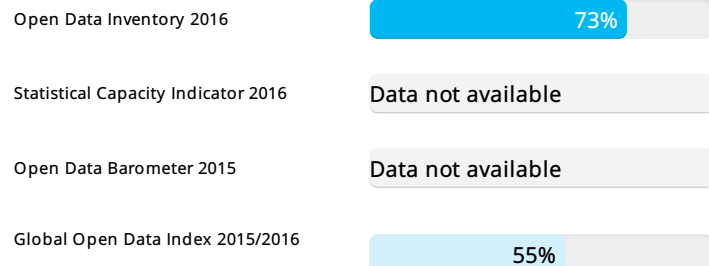 Open Data Inventory 2016
73%
Statistical Capacity Indicator 2016
Data not available
Open Data Barometer 2015
Data not available
Global Open Data Index 2015/2016
55%